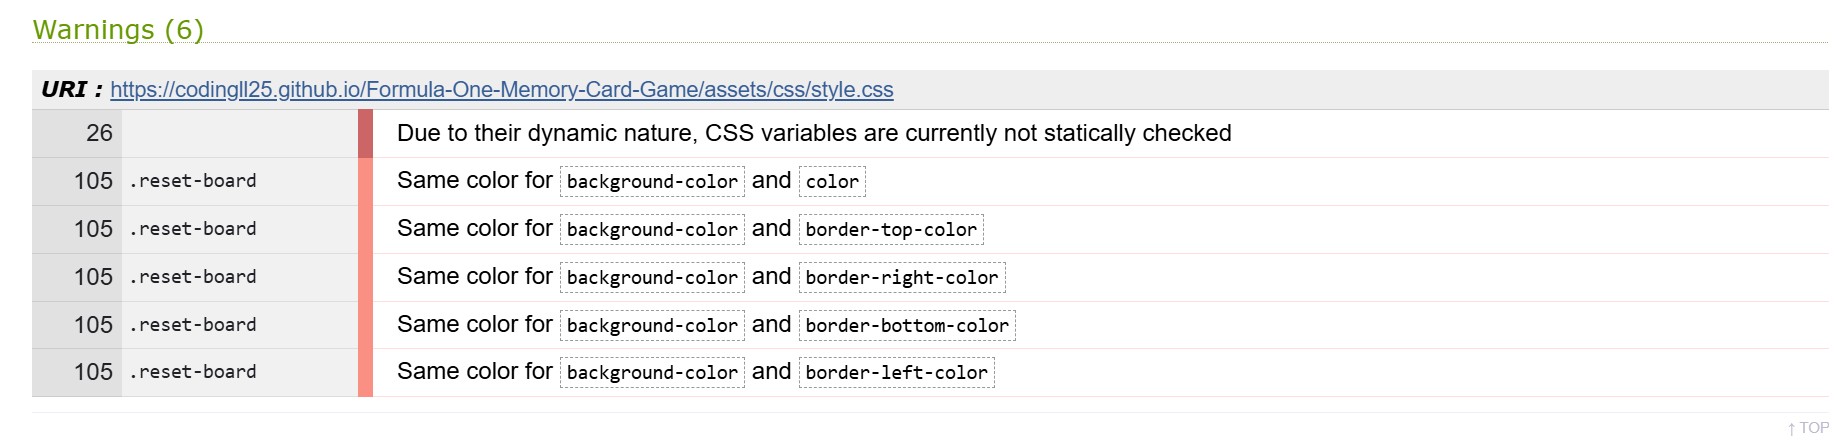 Warnings (6)
URI : https://codingll25.github.io/Formula-One-Memory-Card-Game/assets/css/style.css
26 Due to their dynamic nature, CSS variables are currently not statically checked
105 .reset-board Same color for background-color and color
105 .reset-board Same color for background-color and border-top-color
105 .reset-board Same color for background-color and border-right-color
105 .reset-board Same color for background-color and border-bottom-color
105 .reset-board Same color for background-color and border-left-color
↑ TOP